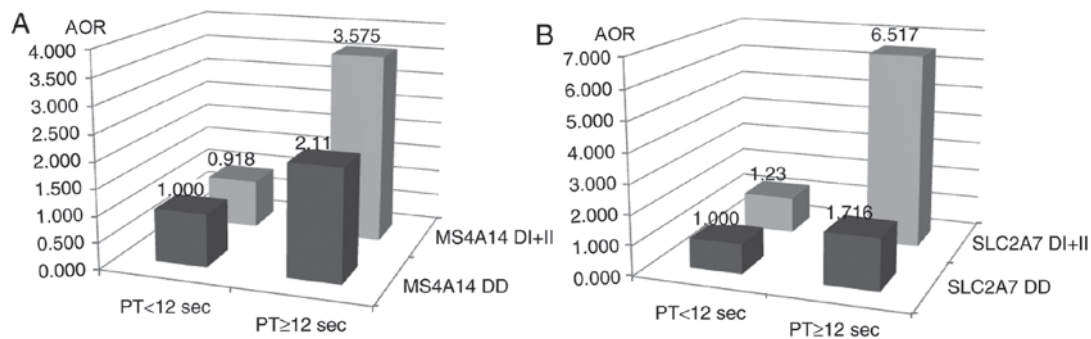 A
AOR
4.000
3.500
3.000
2.500
2.000
1.500
1.000
0.500
0.000
3.575
2.11
0.918
1.000
MS4A14 DI+II
MS4A14 DD
PT<12 sec
PT≥12 sec
B
AOR
7.000
6.000
5.000
4.000
3.000
2.000
1.000
0.000
6.517
1.23
1.716
1.000
SLC2A7 DI+II
SLC2A7 DD
PT<12 sec
PT≥12 sec